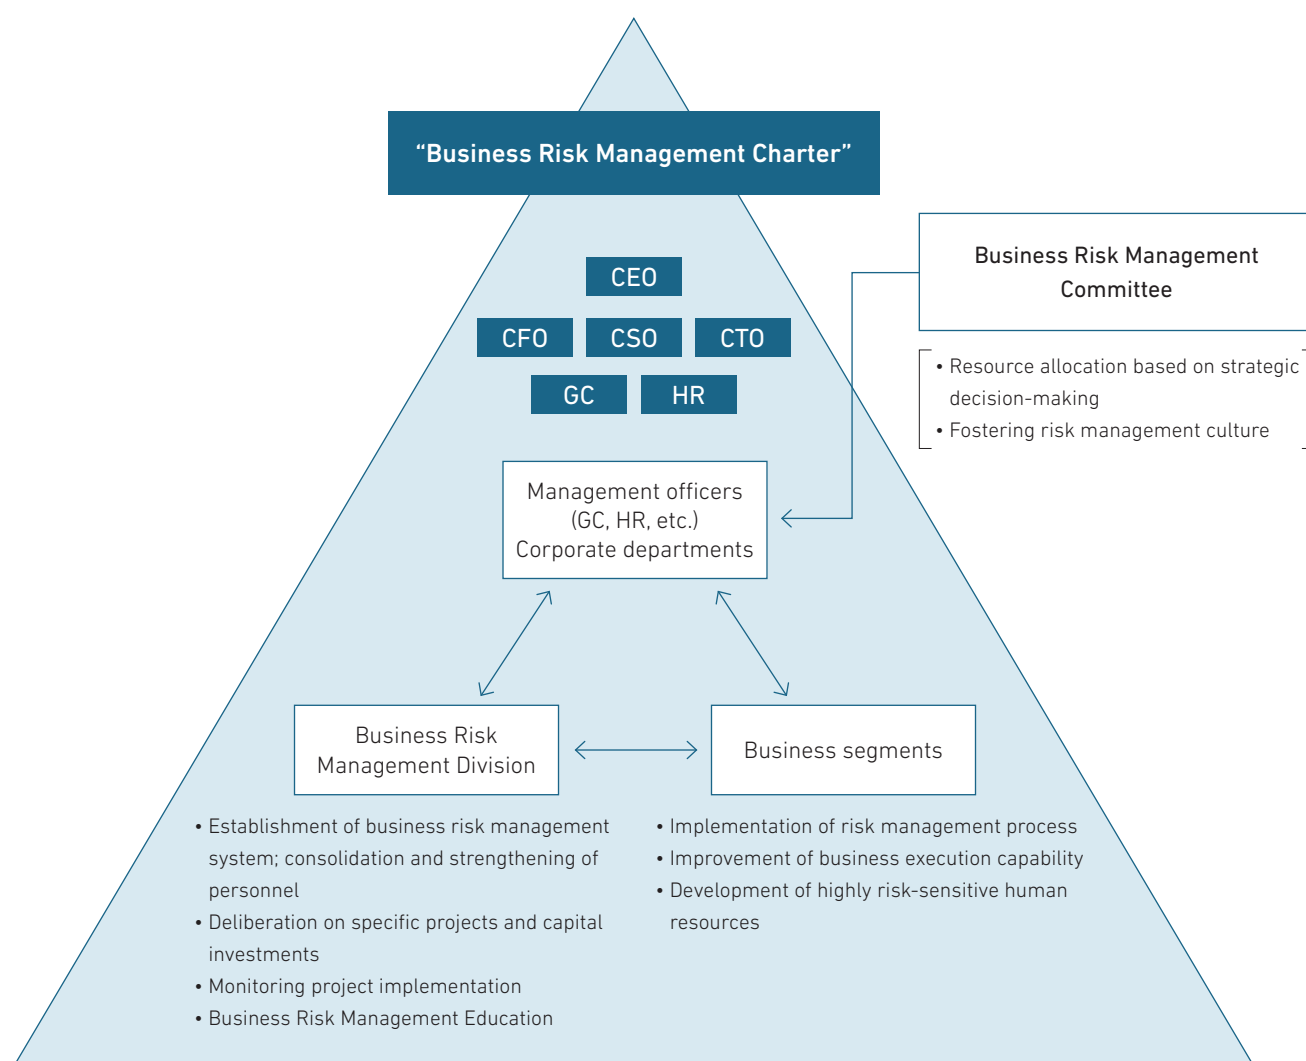 “Business Risk Management Charter”
CEO
CFO
CSO
CTO
GC
HR
Business Risk Management
Committee
• Resource allocation based on strategic
decision-making
• Fostering risk management culture
Management officers
(GC, HR, etc.)
Corporate departments
Business Risk
Management Division
Business segments
• Establishment of business risk management
system; consolidation and strengthening of
personnel
• Deliberation on specific projects and capital
investments
• Monitoring project implementation
• Business Risk Management Education
• Implementation of risk management process
• Improvement of business execution capability
• Development of highly risk-sensitive human
resources